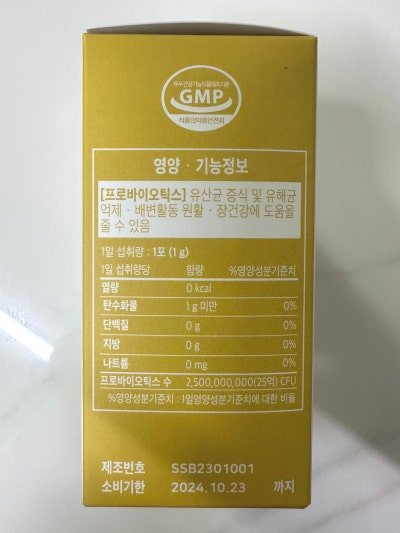 우수건강기능식품제조기준
GMP
식품의약품안전처
영양 · 기능정보
[프로바이오틱스] 유산균 증식 및 유해균
억제 · 배변활동 원활 · 장건강에 도움을
줄 수 있음
1일 섭취량 : 1포 (1 g)
1일 섭취량당 함량 %영양성분기준치
열량 0 kcal
탄수화물 1 g 미만 0%
단백질 0 g 0%
지방 0 g 0%
나트륨 0 mg 0%
프로바이오틱스 수 2,500,000,000(25억) CFU
%영양성분기준치 : 1일영양성분기준치에 대한 비율
제조번호 SSB2301001
소비기한 2024.10.23 까지